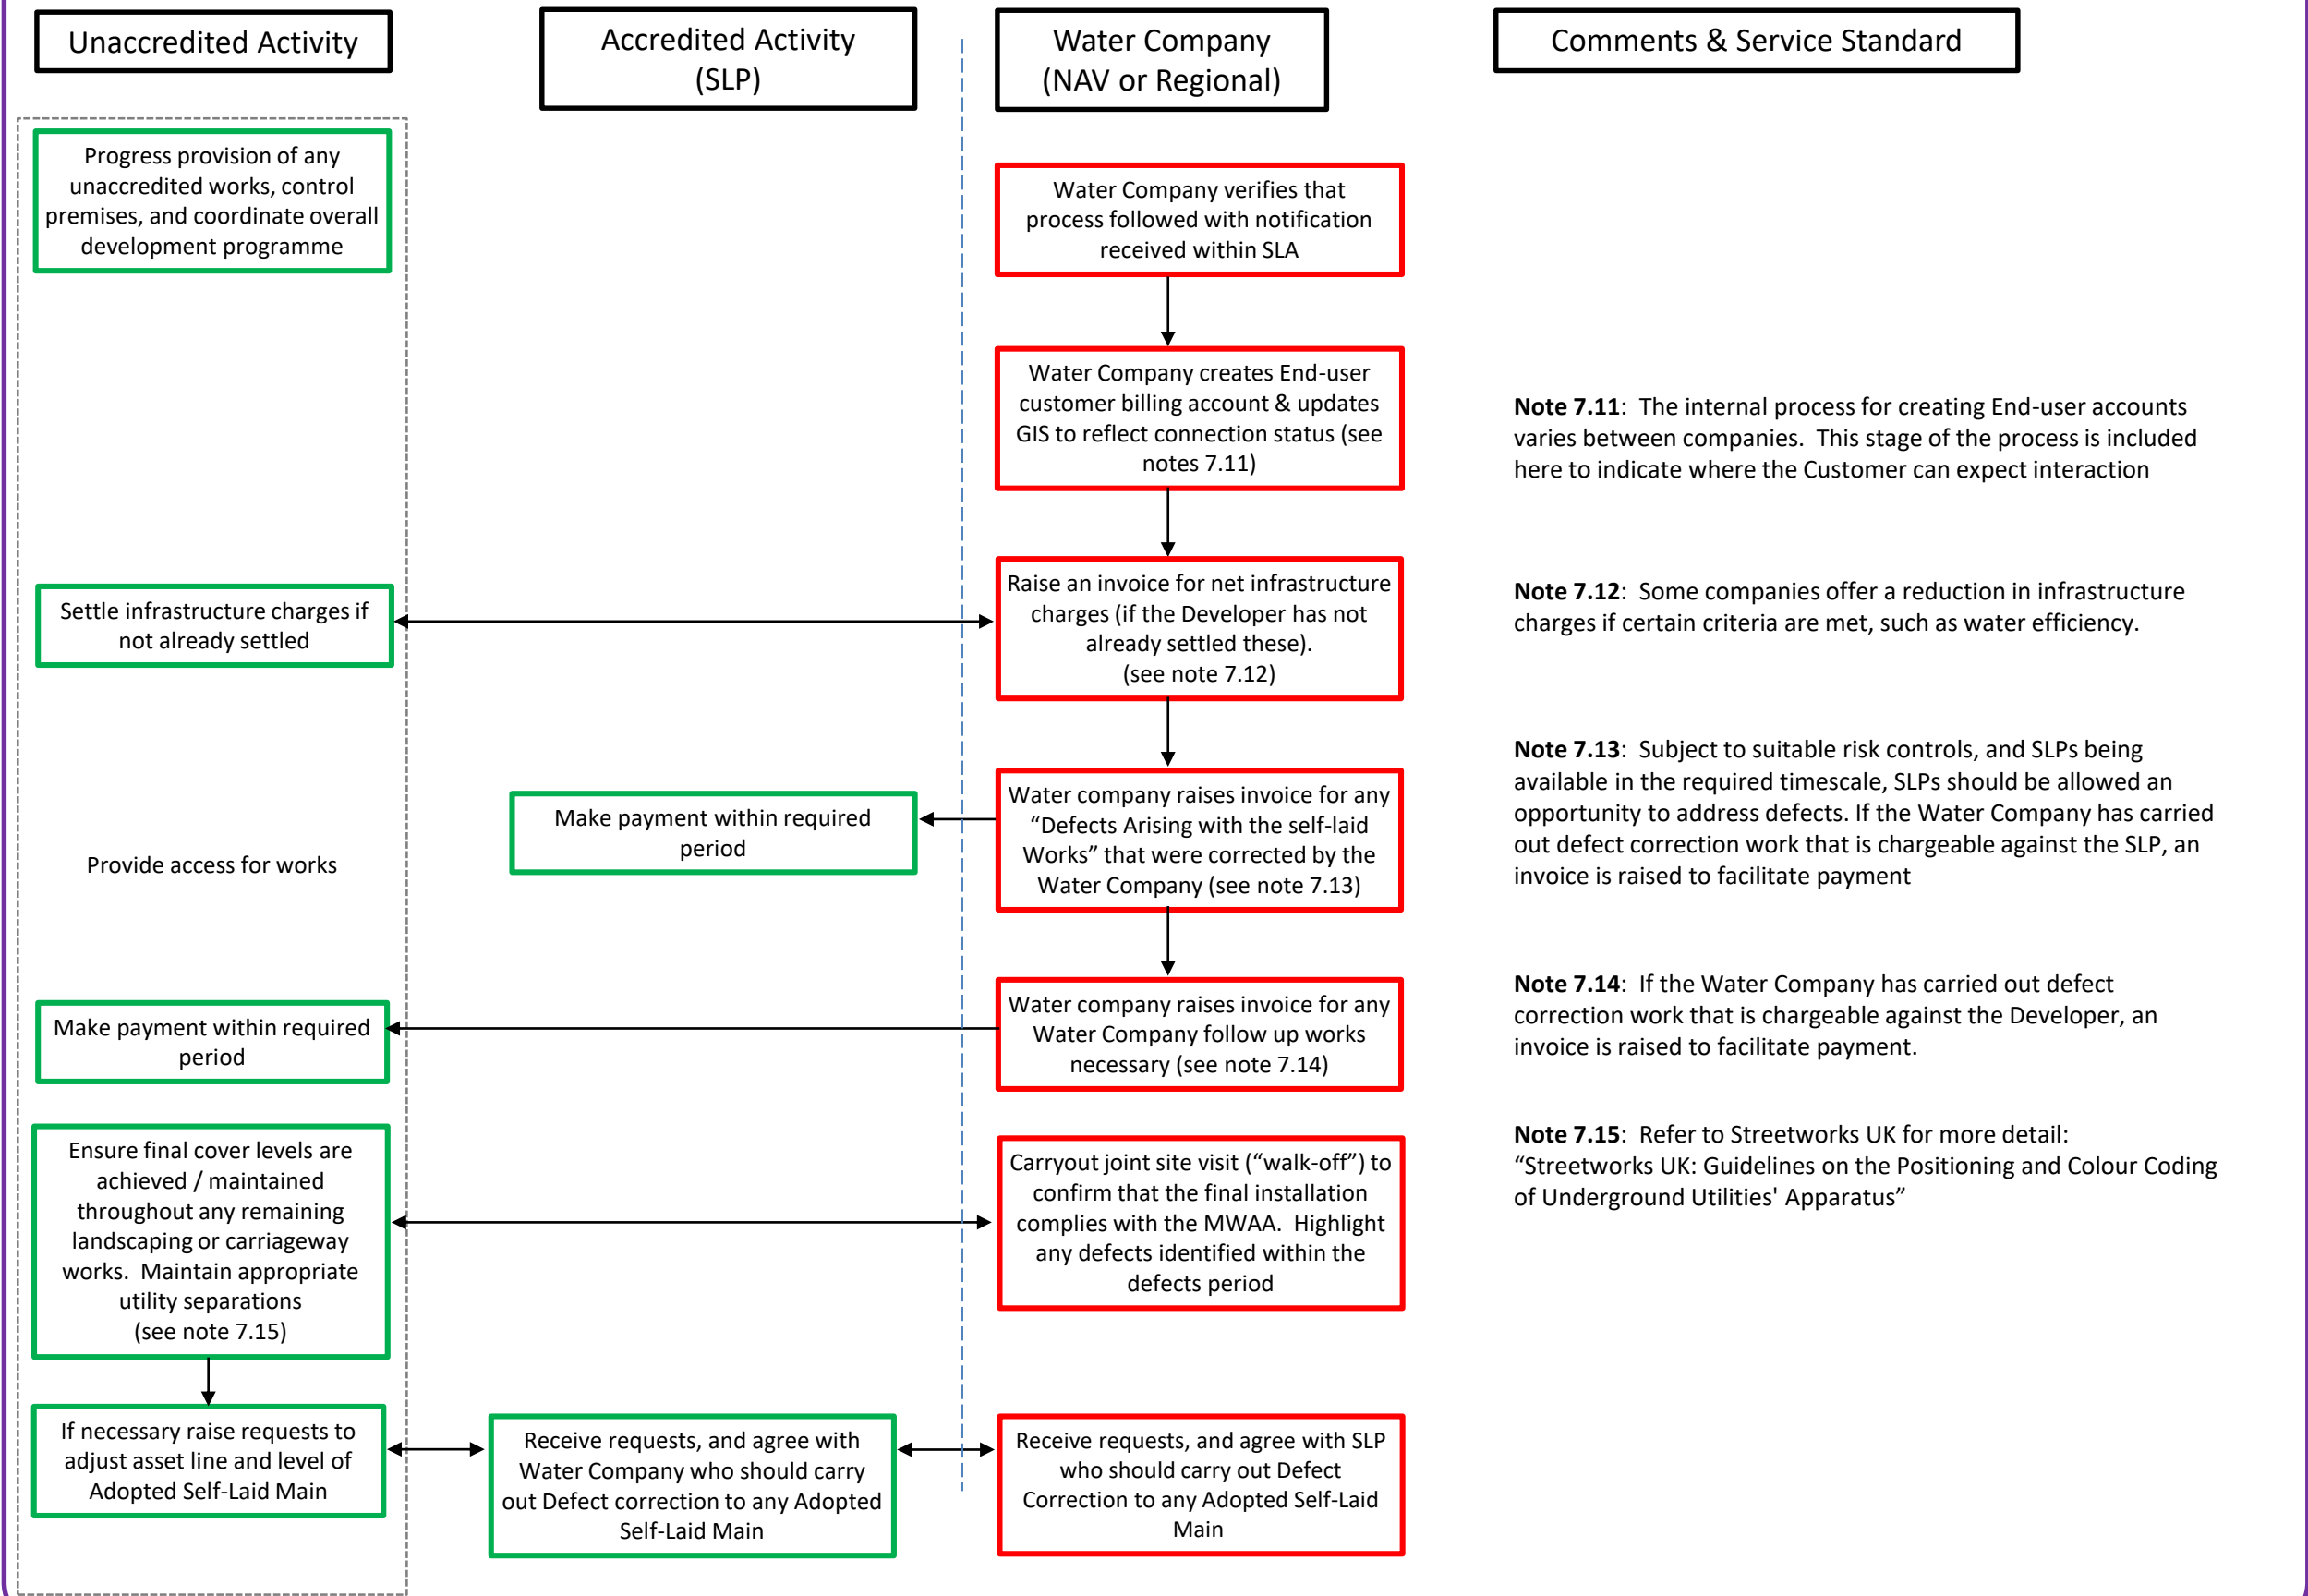 Unaccredited Activity
Accredited Activity
(SLP)
Water Company
(NAV or Regional)
Comments & Service Standard
Progress provision of any
unaccredited works, control
premises, and coordinate overall
development programme
Water Company verifies that
process followed with notification
received within SLA
Water Company creates End-user
customer billing account & updates
GIS to reflect connection status (see
notes 7.11)
Note 7.11:  The internal process for creating End-user accounts
varies between companies.  This stage of the process is included
here to indicate where the Customer can expect interaction
Settle infrastructure charges if
not already settled
Raise an invoice for net infrastructure
charges (if the Developer has not
already settled these).
(see note 7.12)
Note 7.12:  Some companies offer a reduction in infrastructure
charges if certain criteria are met, such as water efficiency.
Provide access for works
Make payment within required
period
Water company raises invoice for any
“Defects Arising with the self-laid
Works” that were corrected by the
Water Company (see note 7.13)
Note 7.13:  Subject to suitable risk controls, and SLPs being
available in the required timescale, SLPs should be allowed an
opportunity to address defects. If the Water Company has carried
out defect correction work that is chargeable against the SLP, an
invoice is raised to facilitate payment
Make payment within required
period
Water company raises invoice for any
Water Company follow up works
necessary (see note 7.14)
Note 7.14:  If the Water Company has carried out defect
correction work that is chargeable against the Developer, an
invoice is raised to facilitate payment.
Ensure final cover levels are
achieved / maintained
throughout any remaining
landscaping or carriageway
works.  Maintain appropriate
utility separations
(see note 7.15)
Carryout joint site visit (“walk-off”) to
confirm that the final installation
complies with the MWAA.  Highlight
any defects identified within the
defects period
Note 7.15:  Refer to Streetworks UK for more detail:
“Streetworks UK: Guidelines on the Positioning and Colour Coding
of Underground Utilities' Apparatus”
If necessary raise requests to
adjust asset line and level of
Adopted Self-Laid Main
Receive requests, and agree with
Water Company who should carry
out Defect correction to any Adopted
Self-Laid Main
Receive requests, and agree with SLP
who should carry out Defect
Correction to any Adopted Self-Laid
Main